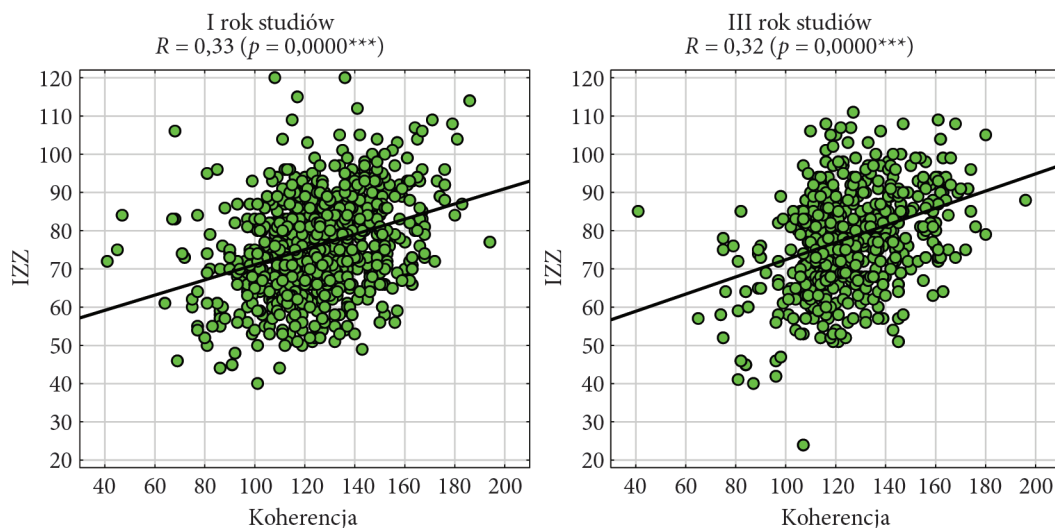 I rok studiów
R = 0,33 (p = 0,0000***)
120
110
100
90
80
70
60
50
40
30
20
IZZ
40 60 80 100 120 140 160 180 200
Koherencja
III rok studiów
R = 0,32 (p = 0,0000***)
120
110
100
90
80
70
60
50
40
30
20
IZZ
40 60 80 100 120 140 160 180 200
Koherencja